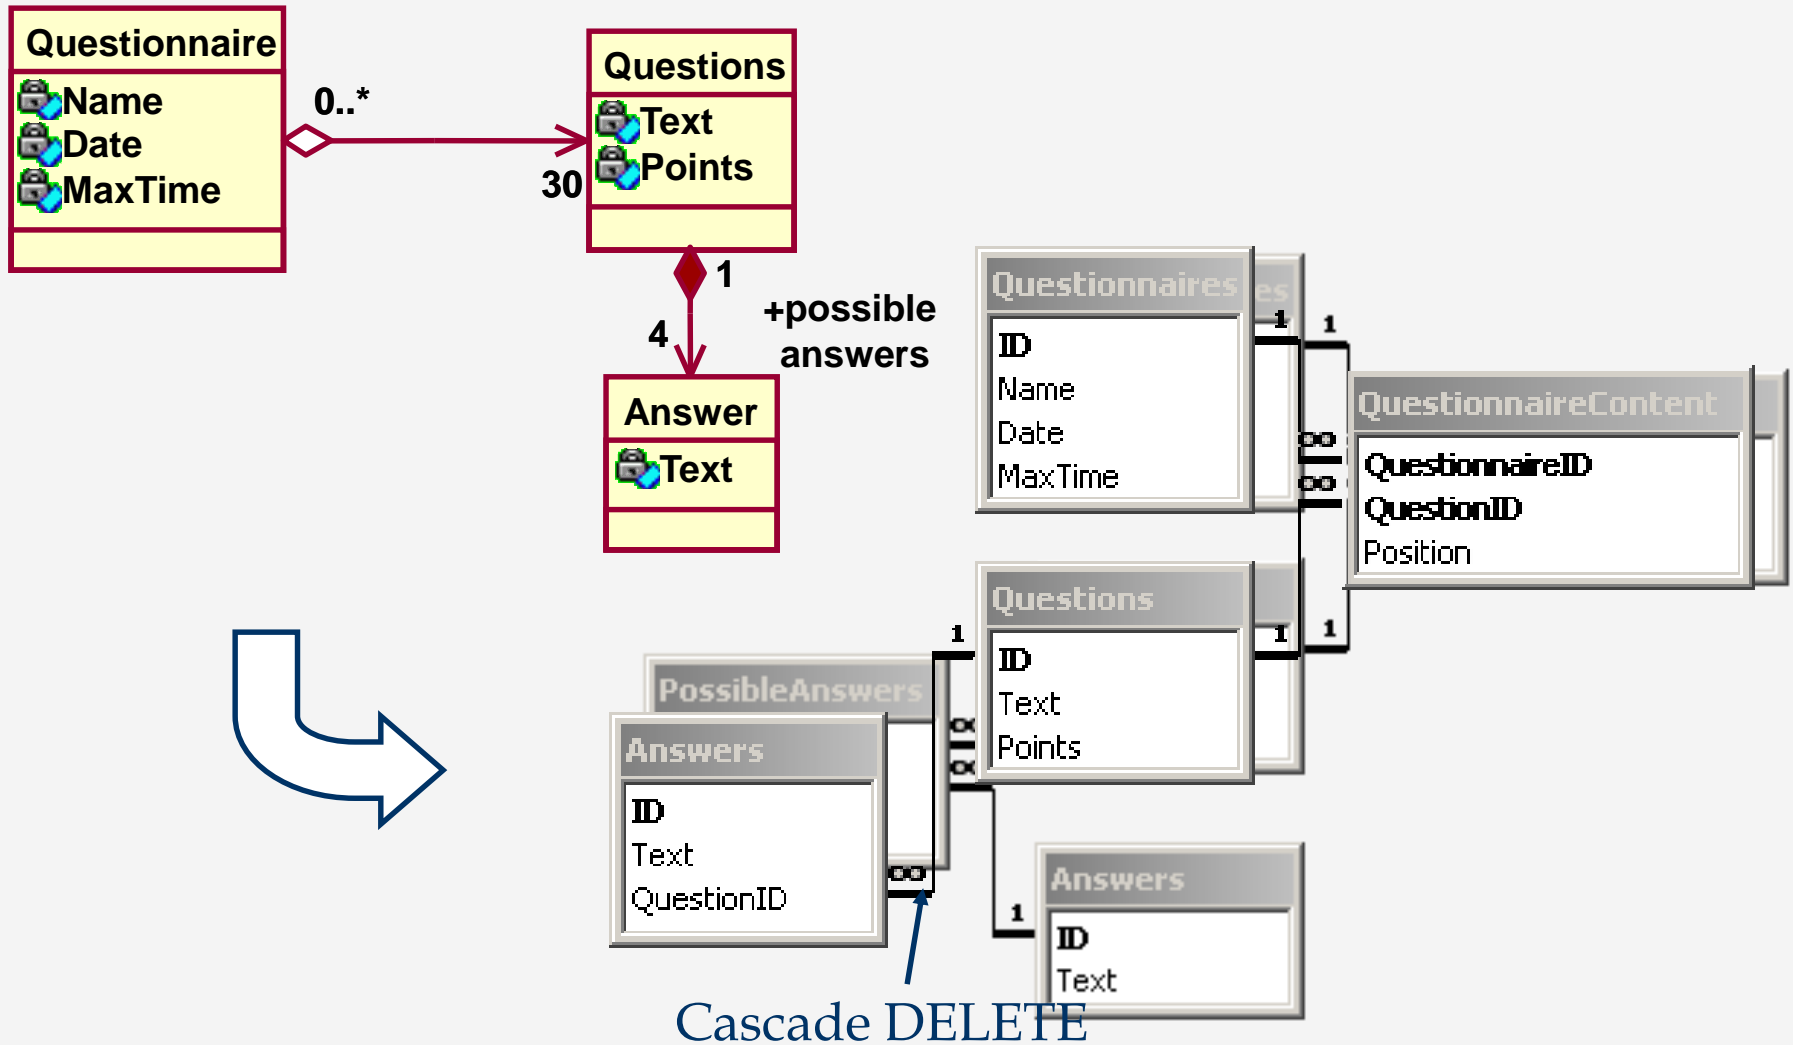 Questionnaire
Name
Date
MaxTime
0..*
30
Questions
Text
Points
1
4
+possible
answers
Answer
Text
Questionnaires
es
ID
Name
Date
MaxTime
1
1
∞
∞
QuestionnaireContent
QuestionnaireID
QuestionID
Position
Questions
ID
Text
Points
1
1
1
PossibleAnswers
∞
∞
Answers
ID
Text
QuestionID
∞
Answers
ID
Text
1
Cascade DELETE